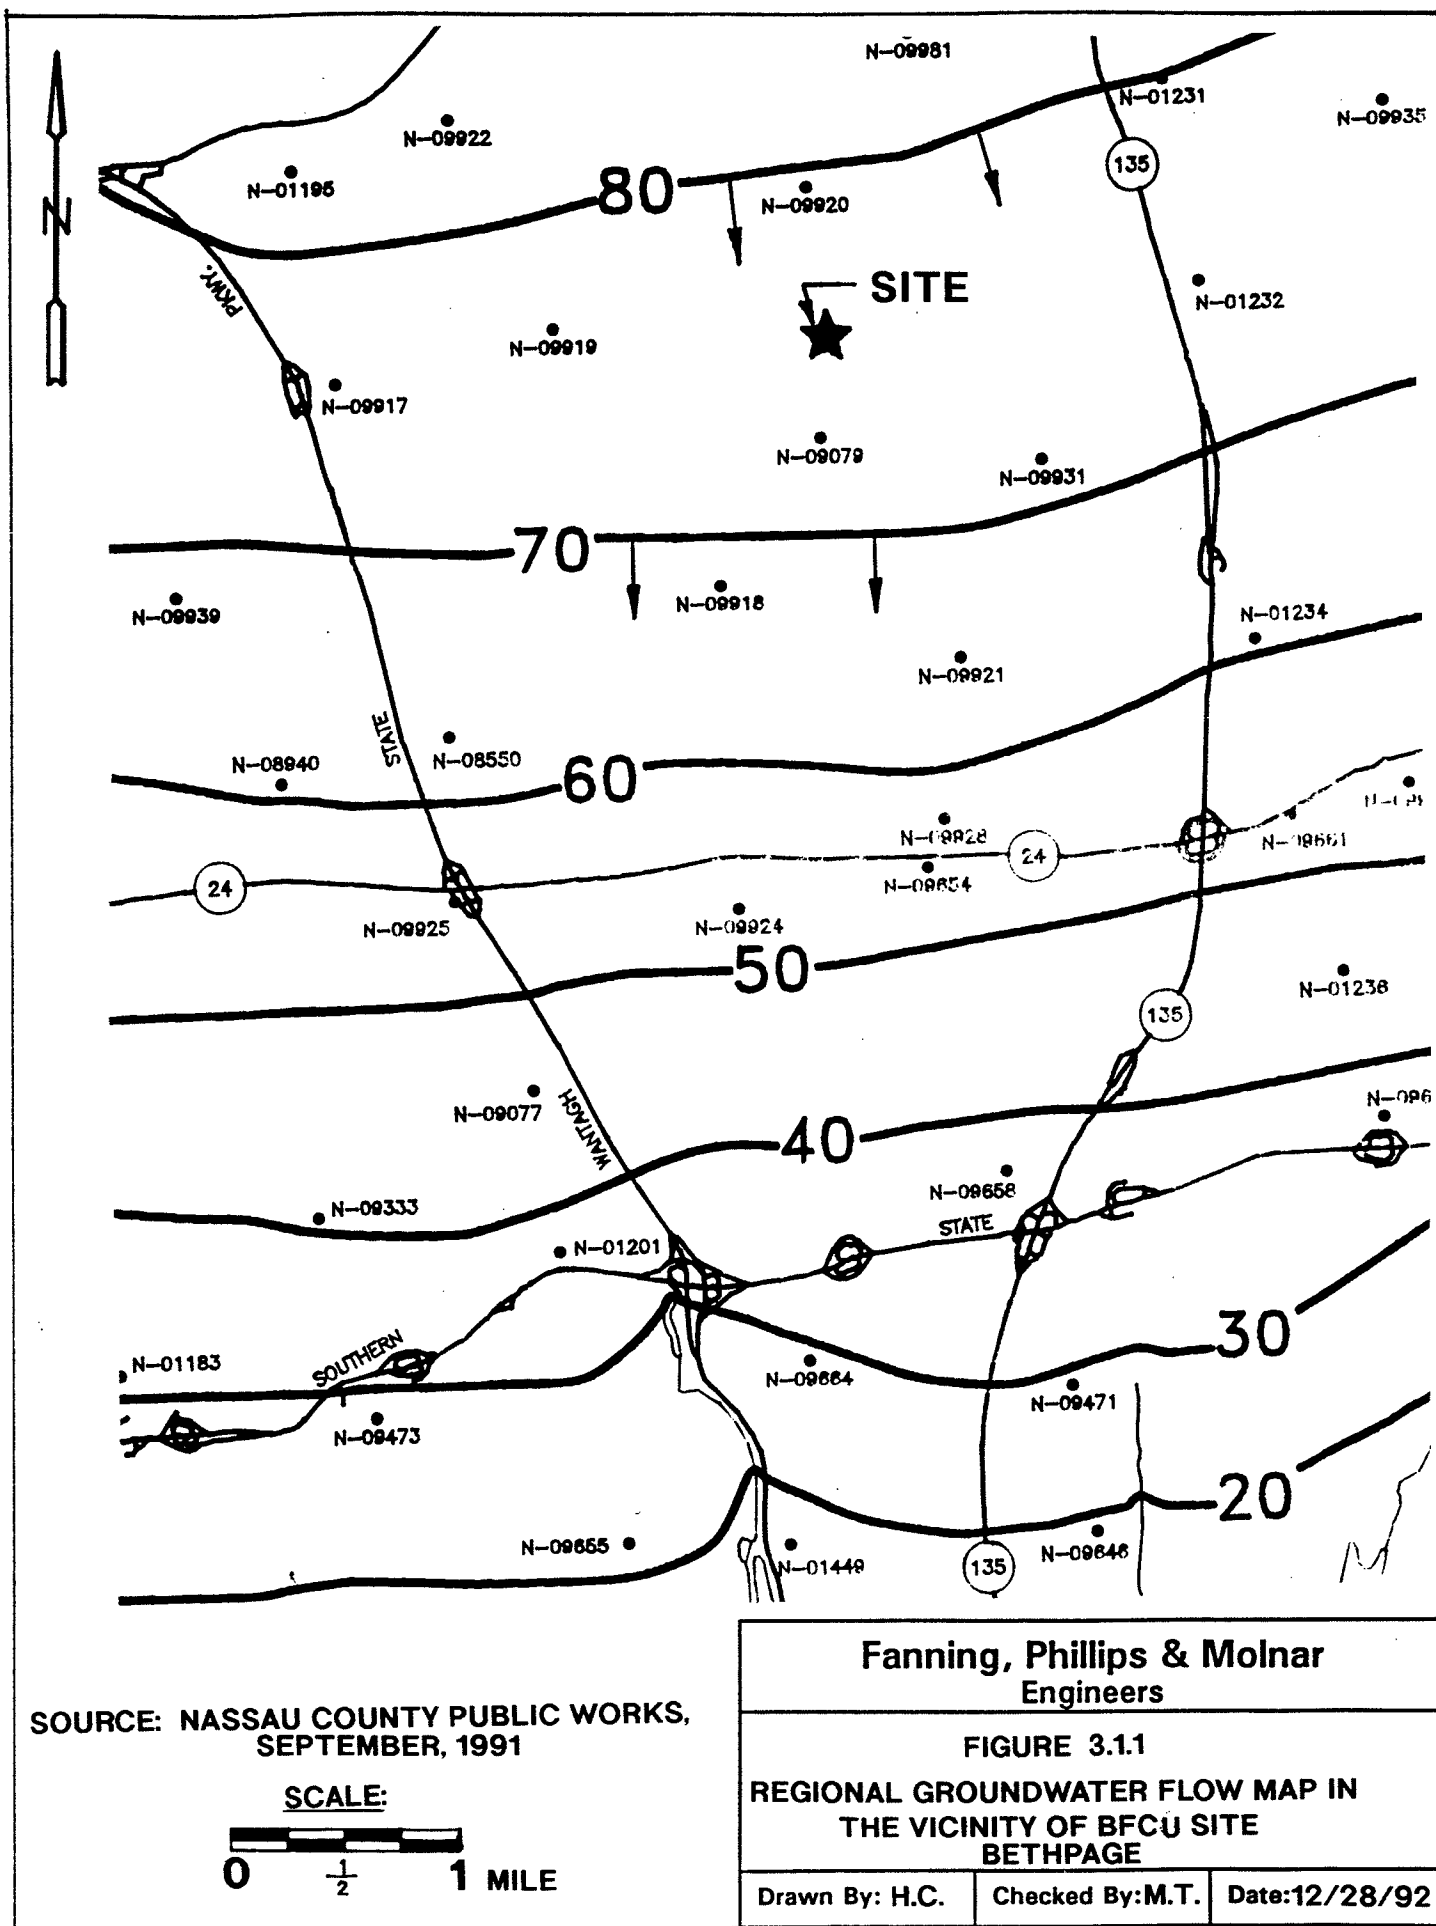 N-09981
N-01231
N-09935
N-09922
135
N-01195
80
N-09920
N
PKWY.
SITE
N-01232
N-09919
N-09917
N-09079
N-09931
70
N-09939
N-09918
N-01234
N-09921
STATE
N-08940
N-08550
60
N-09928
24
24
N-09654
N-09925
N-09924
50
N-01236
135
N-09077
WANTAGH
40
N-09658
N-09333
STATE
N-01201
30
SOUTHERN
N-01183
N-09664
N-09471
N-09473
20
N-09655
N-01449
135
N-09646
Fanning, Phillips & Molnar
Engineers
SOURCE: NASSAU COUNTY PUBLIC WORKS,
SEPTEMBER, 1991
FIGURE 3.1.1
REGIONAL GROUNDWATER FLOW MAP IN
THE VICINITY OF BFCU SITE
BETHPAGE
SCALE:
0 1/2 1 MILE
Drawn By: H.C. Checked By: M.T. Date: 12/28/92